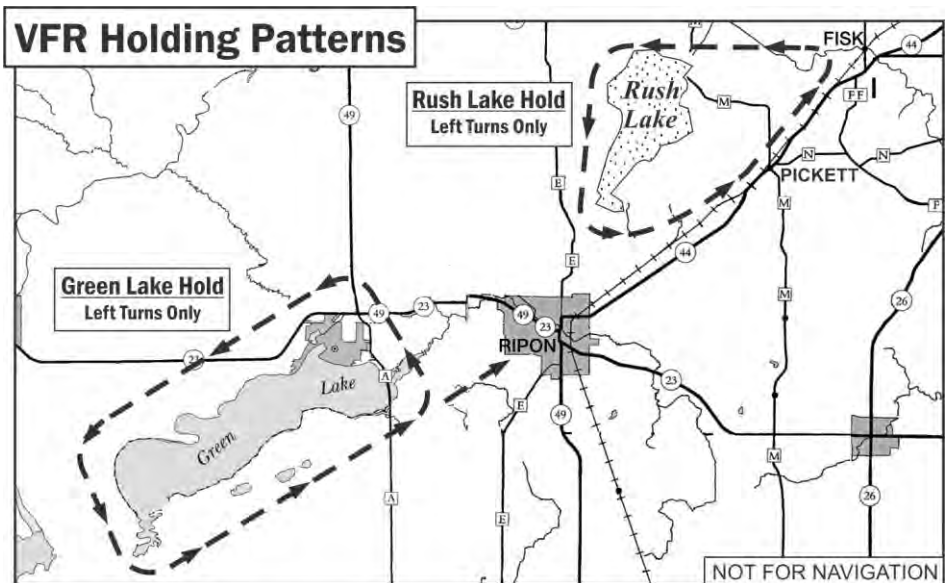 VFR Holding Patterns
FISK
44
49
Rush Lake Hold
Left Turns Only
Rush
Lake
M
FF
N
N
PICKETT
E
M
F
E
44
Green Lake Hold
Left Turns Only
26
M
49
23
49
23
RIPON
23
Lake
A
23
Green
E
49
M
26
A
E
NOT FOR NAVIGATION